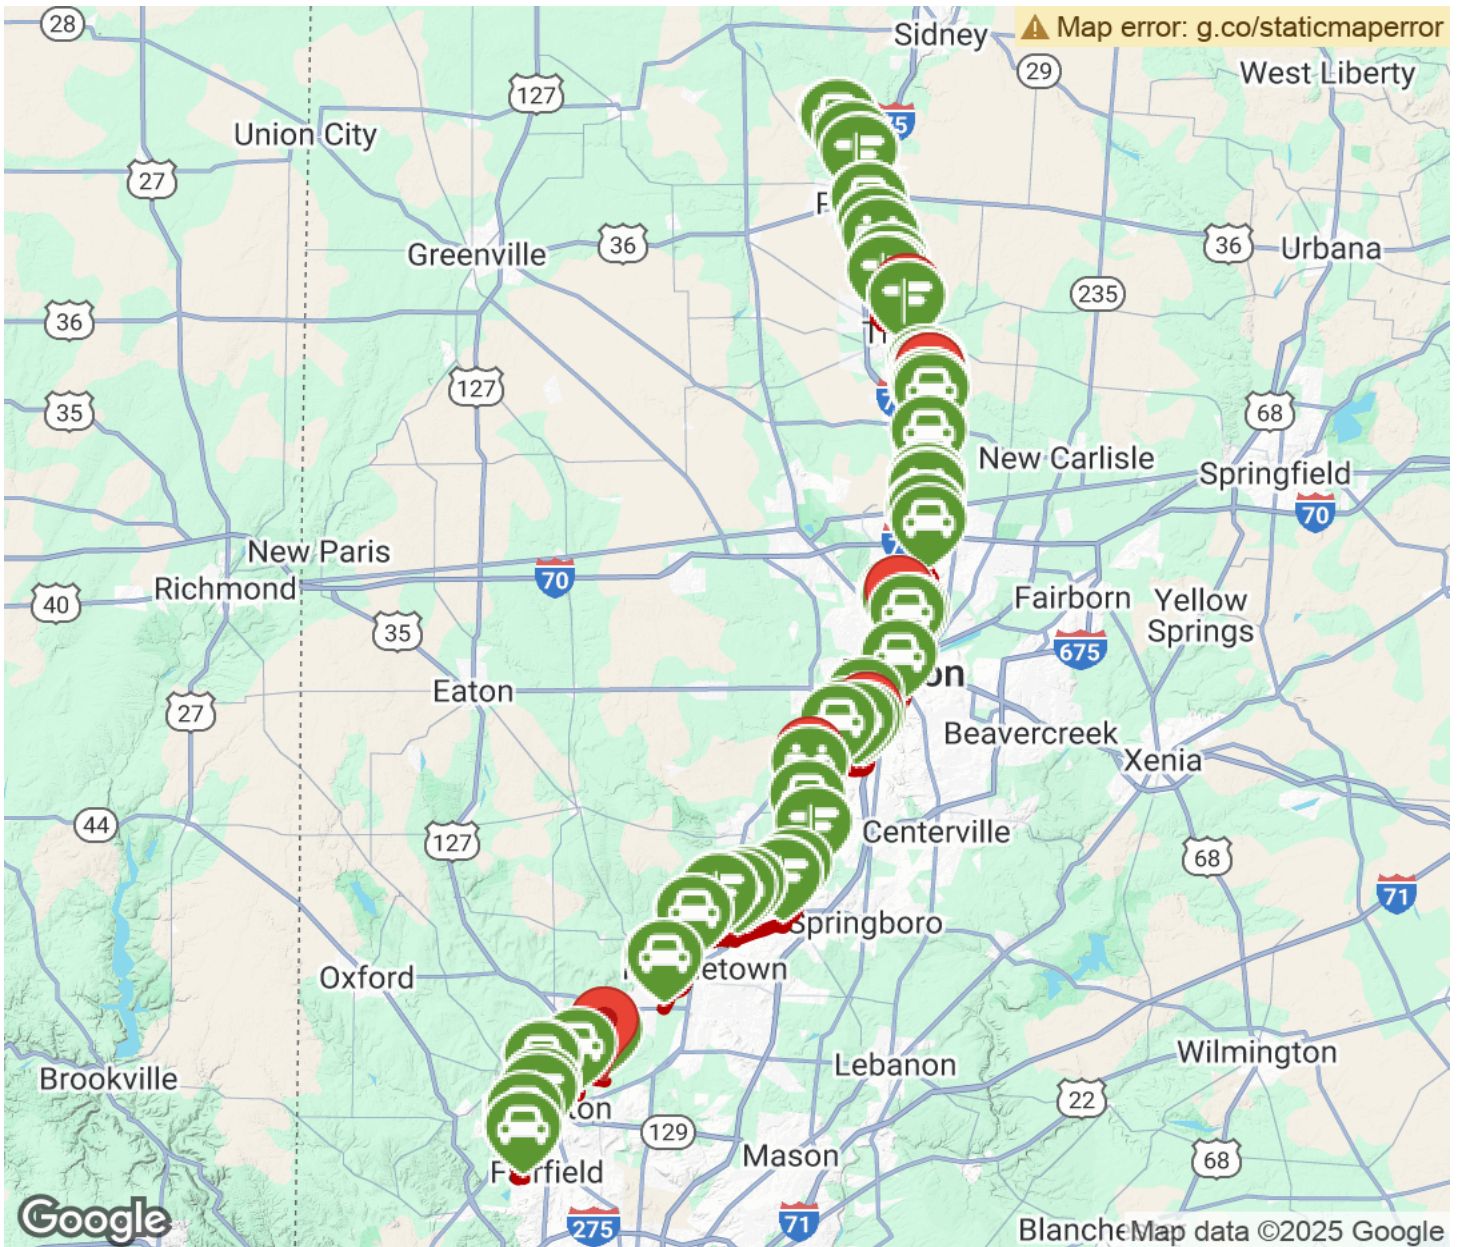 28
Sidney
Map error: g.co/staticmaperror
29
West Liberty
127
Union City
27
36
Greenville
36
Urbana
235
36
127
35
68
New Carlisle
Springfield
70
New Paris
Richmond
70
40
Fairborn
Yellow
Springs
35
675
on
Eaton
27
Beavercreek
Xenia
44
127
Centerville
68
71
Springboro
Oxford
etown
Brookville
Lebanon
Wilmington
22
ton
129
Mason
68
275
71
Google
Map data ©2025 Google